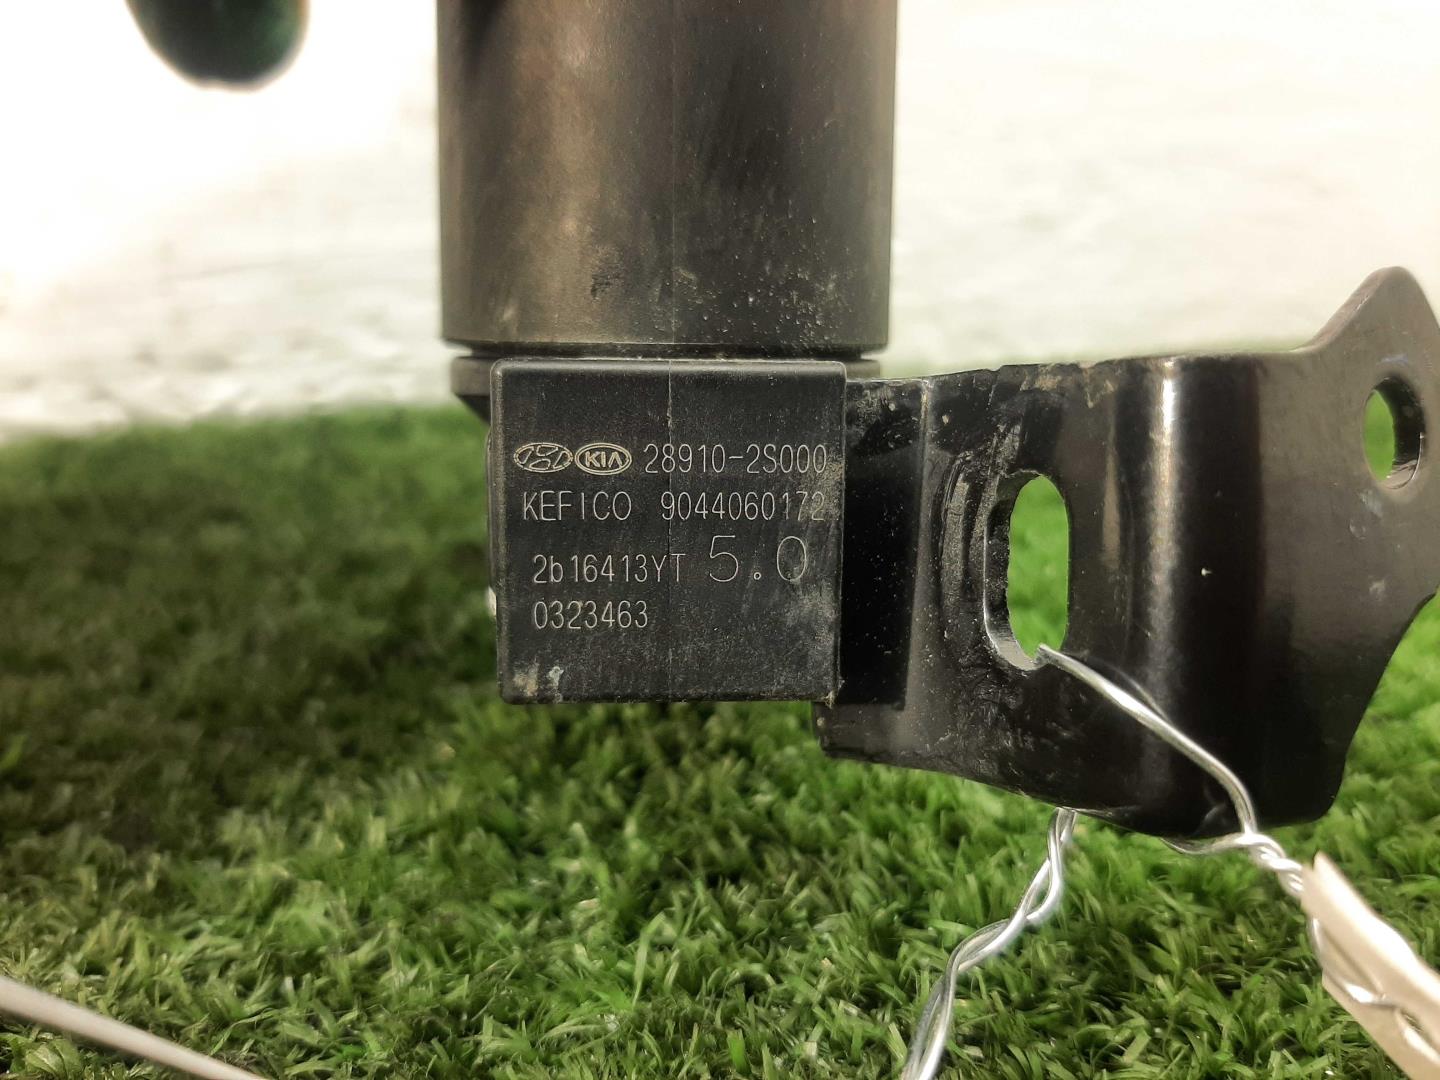 KIA 28910-2S000
KEFICO 9044060172
2b16413YT 5.0
0323463